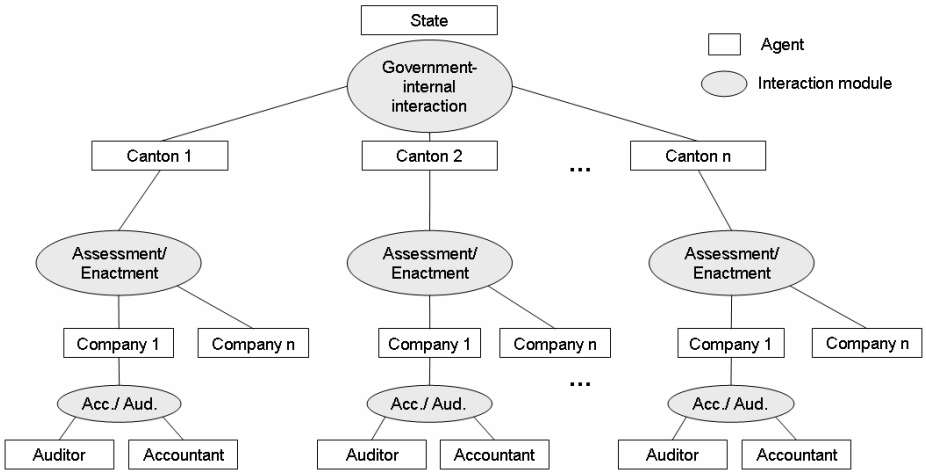 State
Government-
internal
interaction
Agent
Interaction module
Canton 1
Canton 2
...
Canton n
Assessment/
Enactment
Assessment/
Enactment
Assessment/
Enactment
Company 1
Company n
Company 1
Company n
Company 1
Company n
...
Acc./ Aud.
Acc./ Aud.
Acc./ Aud.
Auditor
Accountant
Auditor
Accountant
Auditor
Accountant